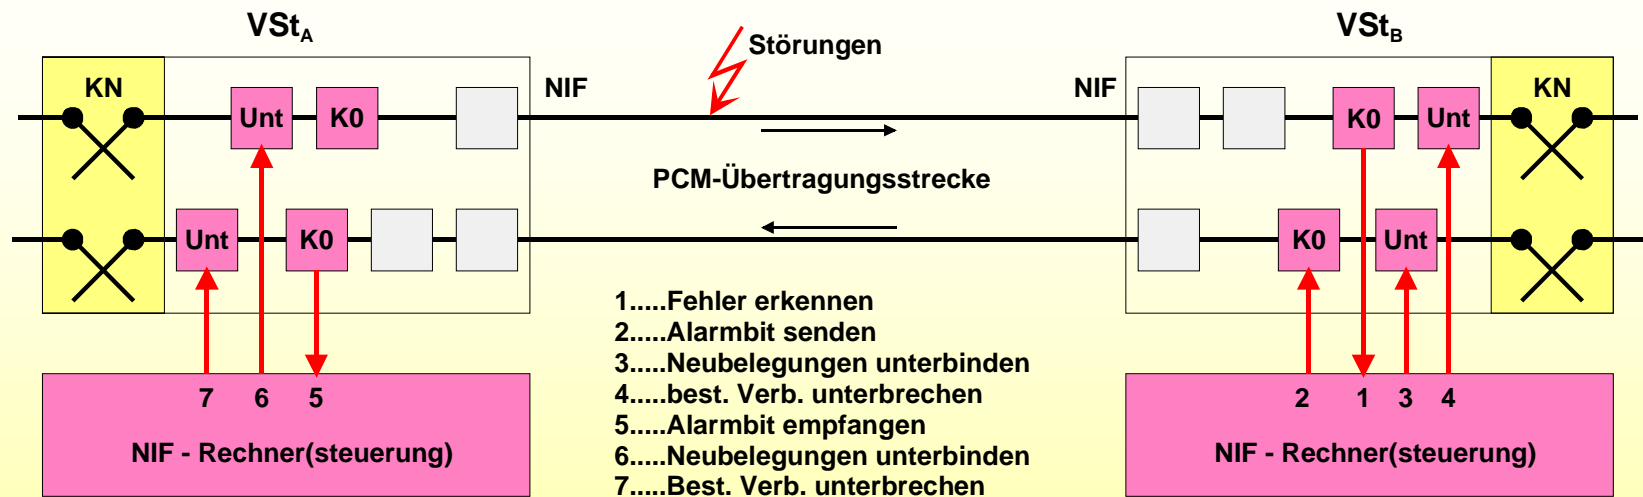 VStA
VStB
Störungen
KN
NIF
NIF
KN
Unt
K0
K0
Unt
PCM-Übertragungsstrecke
Unt
K0
K0
Unt
1.....Fehler erkennen
2.....Alarmbit senden
3.....Neubelegungen unterbinden
4.....best. Verb. unterbrechen
5.....Alarmbit empfangen
6.....Neubelegungen unterbinden
7.....Best. Verb. unterbrechen
7 6 5
NIF - Rechner(steuerung)
2 1 3 4
NIF - Rechner(steuerung)